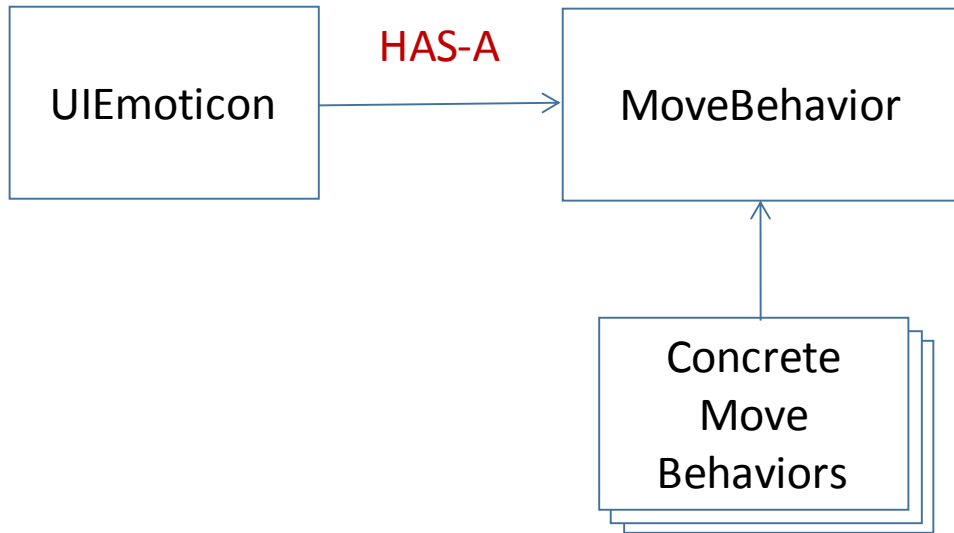 HAS-A
UIEmoticon
MoveBehavior
Concrete
Move
Behaviors